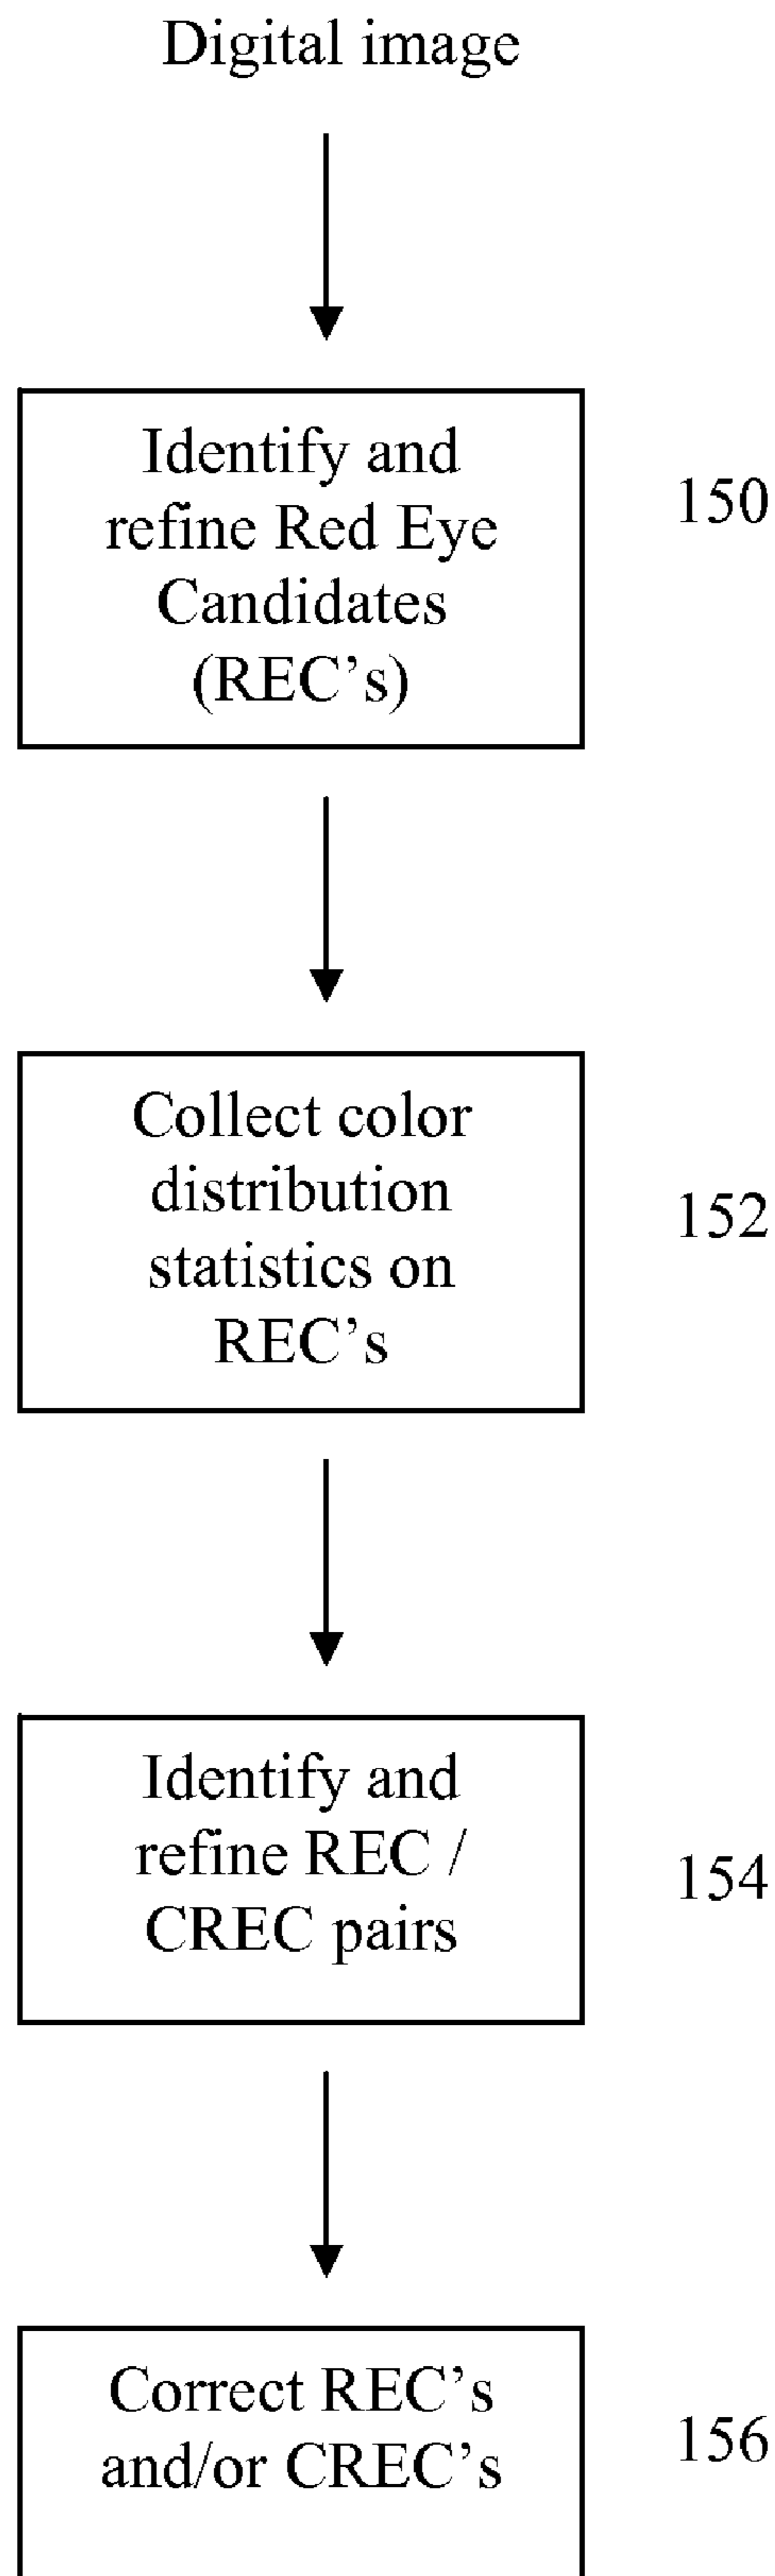 Digital image
Identify and
refine Red Eye
Candidates
(REC’s)
150
Collect color
distribution
statistics on
REC’s
152
Identify and
refine REC /
CREC pairs
154
Correct REC’s
and/or CREC’s
156